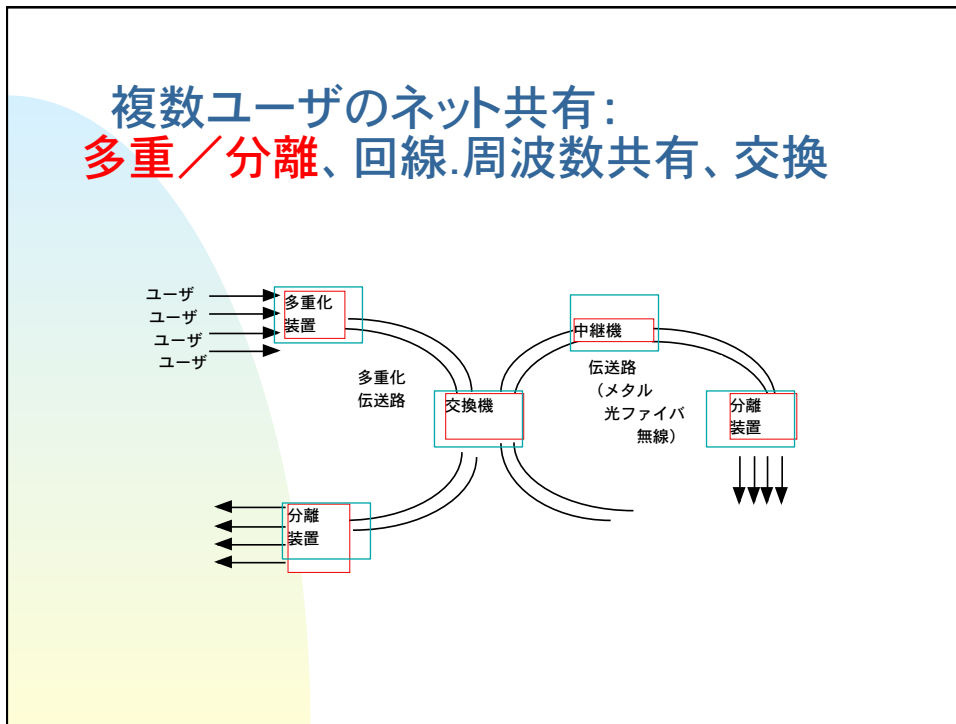 複数ユーザのネット共有：
多重／分離、回線.周波数共有、交換
ユーザ
ユーザ
ユーザ
ユーザ
多重化
装置
多重化
伝送路
交換機
中継機
伝送路
（メタル
光ファイバ
無線）
分離
装置
分離
装置